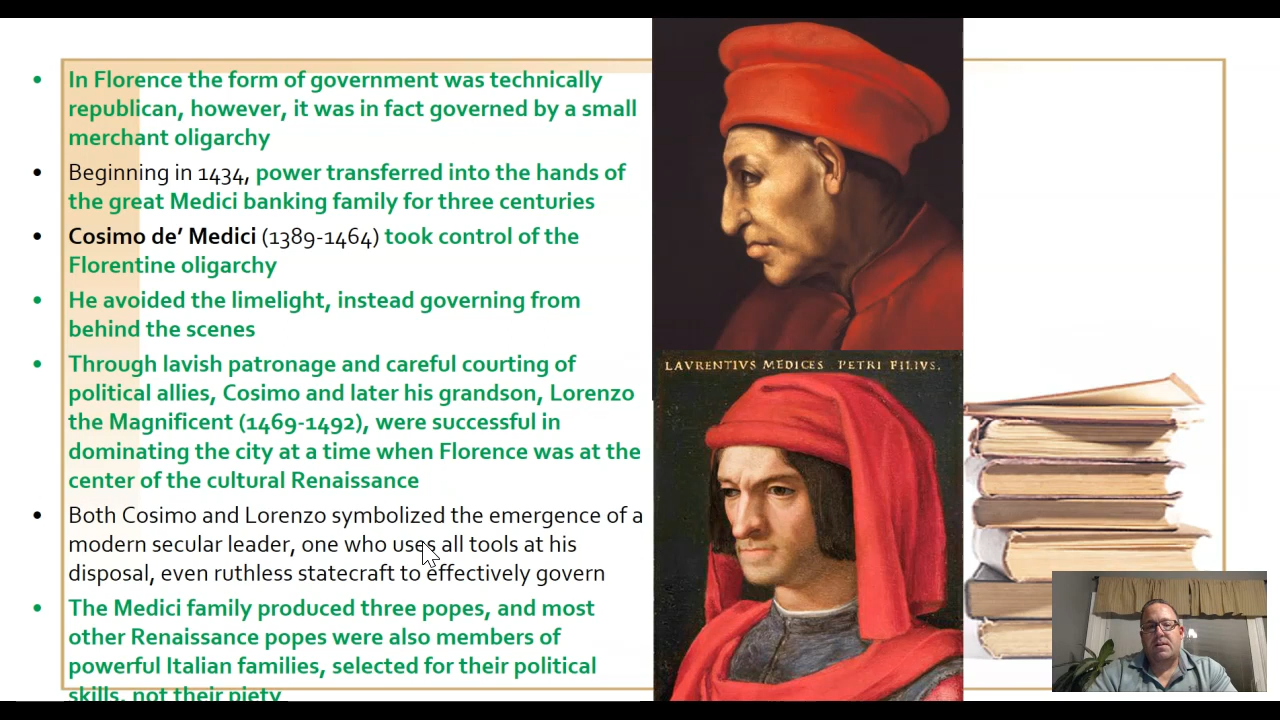 • In Florence the form of government was technically
republican, however, it was in fact governed by a small
merchant oligarchy
• Beginning in 1434, power transferred into the hands of
the great Medici banking family for three centuries
• Cosimo de’ Medici (1389-1464) took control of the
Florentine oligarchy
• He avoided the limelight, instead governing from
behind the scenes
• Through lavish patronage and careful courting of
political allies, Cosimo and later his grandson, Lorenzo
the Magnificent (1469-1492), were successful in
dominating the city at a time when Florence was at the
center of the cultural Renaissance
• Both Cosimo and Lorenzo symbolized the emergence of a
modern secular leader, one who uses all tools at his
disposal, even ruthless statecraft to effectively govern
• The Medici family produced three popes, and most
other Renaissance popes were also members of
powerful Italian families, selected for their political
skills, not their piety
LAVRENTIVS MEDICES PETRI FILIVS.